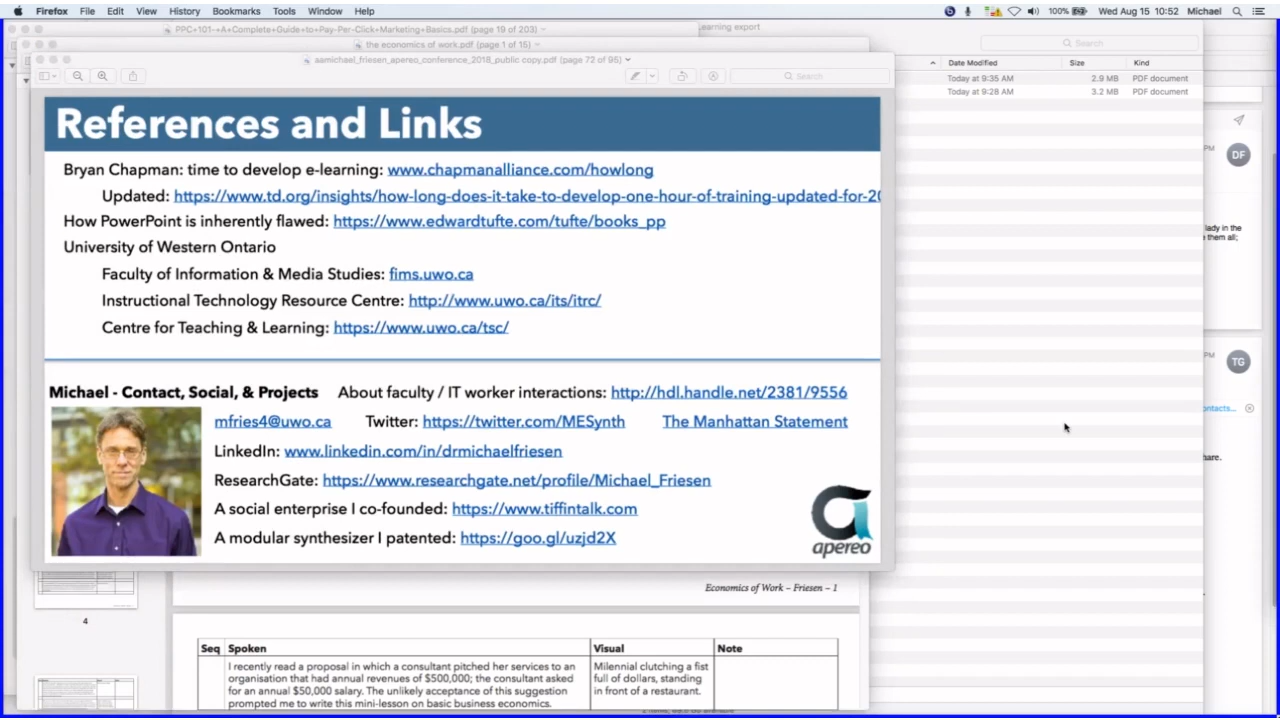 Firefox File Edit View History Bookmarks Tools Window Help 100% Wed Aug 15 10:52 Michael
PPC-101-A-Complete-Guide-to-Pay-Per-Click-Marketing-Basics.pdf (page 19 of 203)
earning export
the economics of work.pdf (page 1 of 15)
Search
aamichael_friesen_apereo_conference_2018_public copy.pdf (page 72 of 95)
Date Modified Size Kind
Search
Today at 9:35 AM 2.9 MB PDF document
Today at 9:28 AM 3.2 MB PDF document
References and Links
Bryan Chapman: time to develop e-learning: www.chapmanalliance.com/howlong
Updated: https://www.td.org/insights/how-long-does-it-take-to-develop-one-hour-of-training-updated-for-20
How PowerPoint is inherently flawed: https://www.edwardtufte.com/tufte/books_pp
University of Western Ontario
Faculty of Information & Media Studies: fims.uwo.ca
Instructional Technology Resource Centre: http://www.uwo.ca/its/itrc/
Centre for Teaching & Learning: https://www.uwo.ca/tsc/
Michael - Contact, Social, & Projects About faculty / IT worker interactions: http://hdl.handle.net/2381/9556
mfries4@uwo.ca Twitter: https://twitter.com/MESynth The Manhattan Statement
LinkedIn: www.linkedin.com/in/drmichaelfriesen
ResearchGate: https://www.researchgate.net/profile/Michael_Friesen
A social enterprise I co-founded: https://www.tiffintalk.com
A modular synthesizer I patented: https://goo.gl/uzjd2X
apereo
PM
DF
lady in the
them all;
PM
TG
ontacts...
hare.
4
Economics of Work – Friesen – 1
Seq Spoken Visual Note
I recently read a proposal in which a consultant pitched her services to an
organisation that had annual revenues of $500,000; the consultant asked
for an annual $50,000 salary. The unlikely acceptance of this suggestion
prompted me to write this mini-lesson on basic business economics.
Milennial clutching a fist
full of dollars, standing
in front of a restaurant.